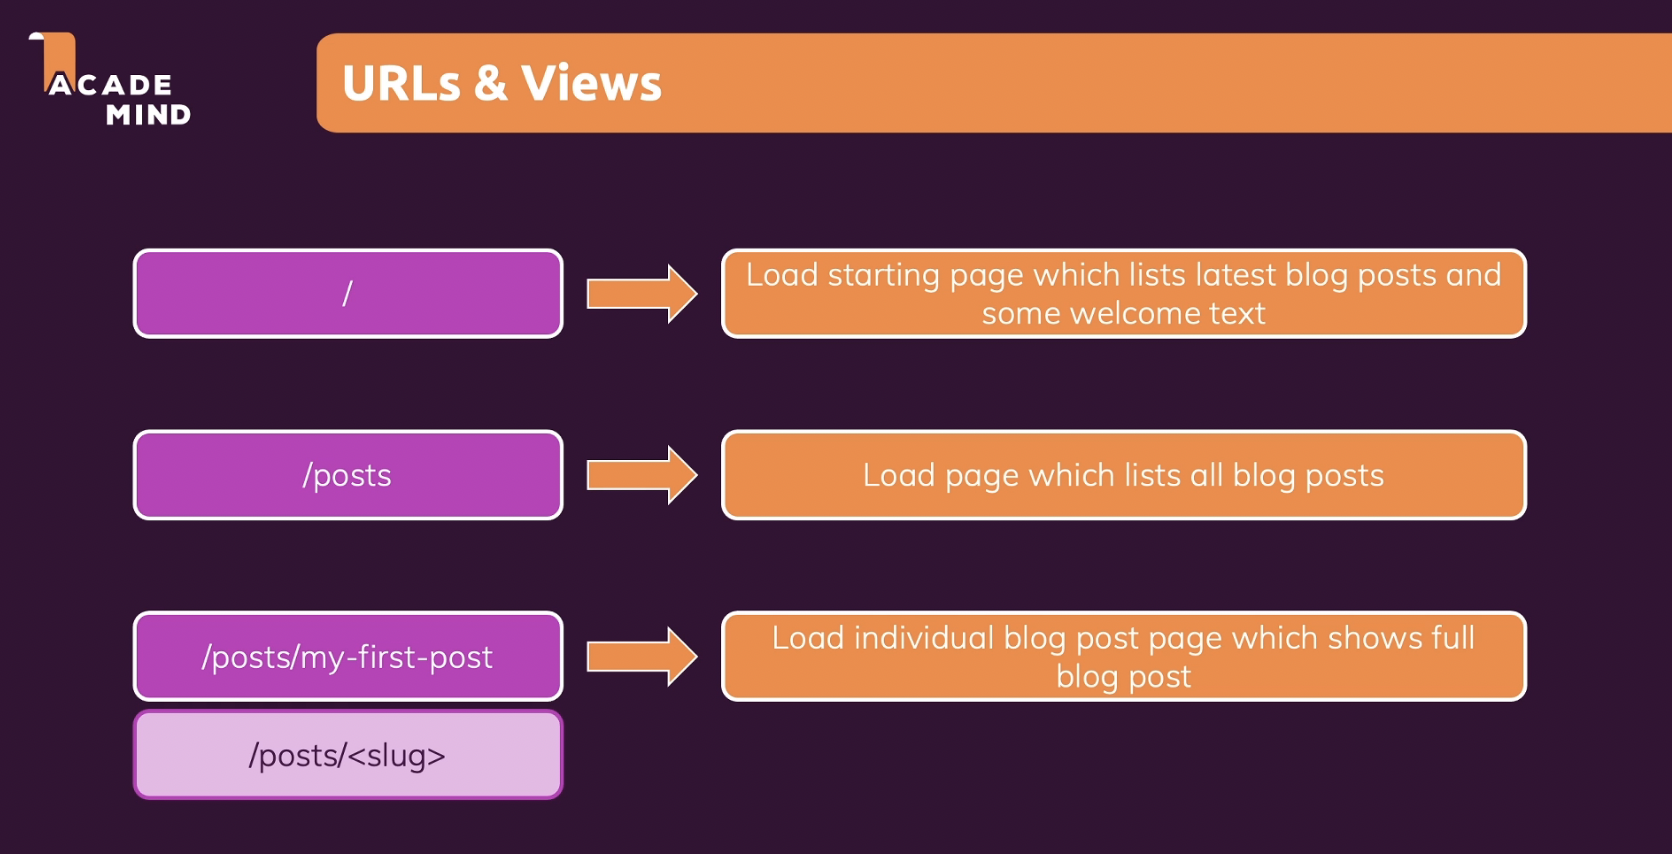 ACADE
MIND
URLs & Views
/
Load starting page which lists latest blog posts and
some welcome text
/posts
Load page which lists all blog posts
/posts/my-first-post
Load individual blog post page which shows full
blog post
/posts/<slug>